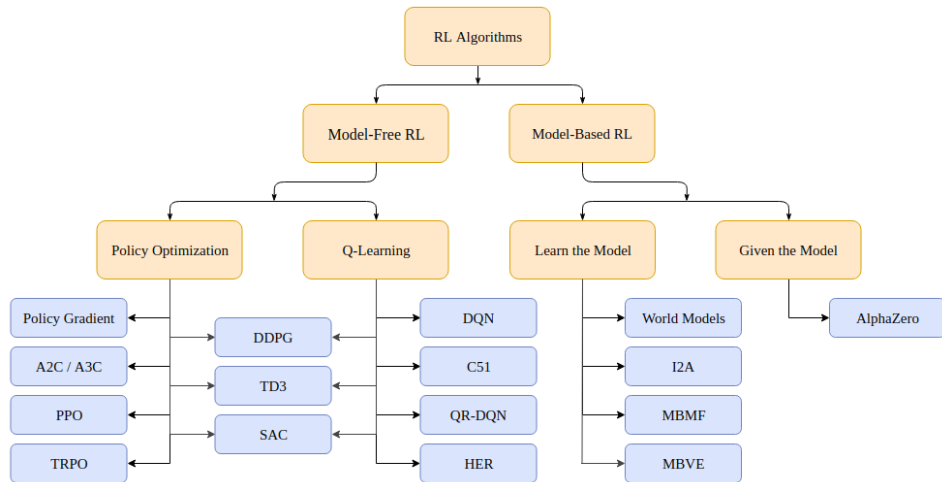 RL Algorithms
Model-Free RL
Model-Based RL
Policy Optimization
Q-Learning
Learn the Model
Given the Model
Policy Gradient
DQN
World Models
AlphaZero
DDPG
A2C / A3C
C51
I2A
TD3
PPO
QR-DQN
MBMF
SAC
TRPO
HER
MBVE